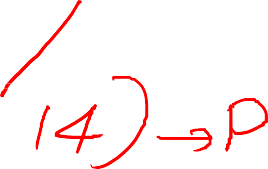 /14) → P